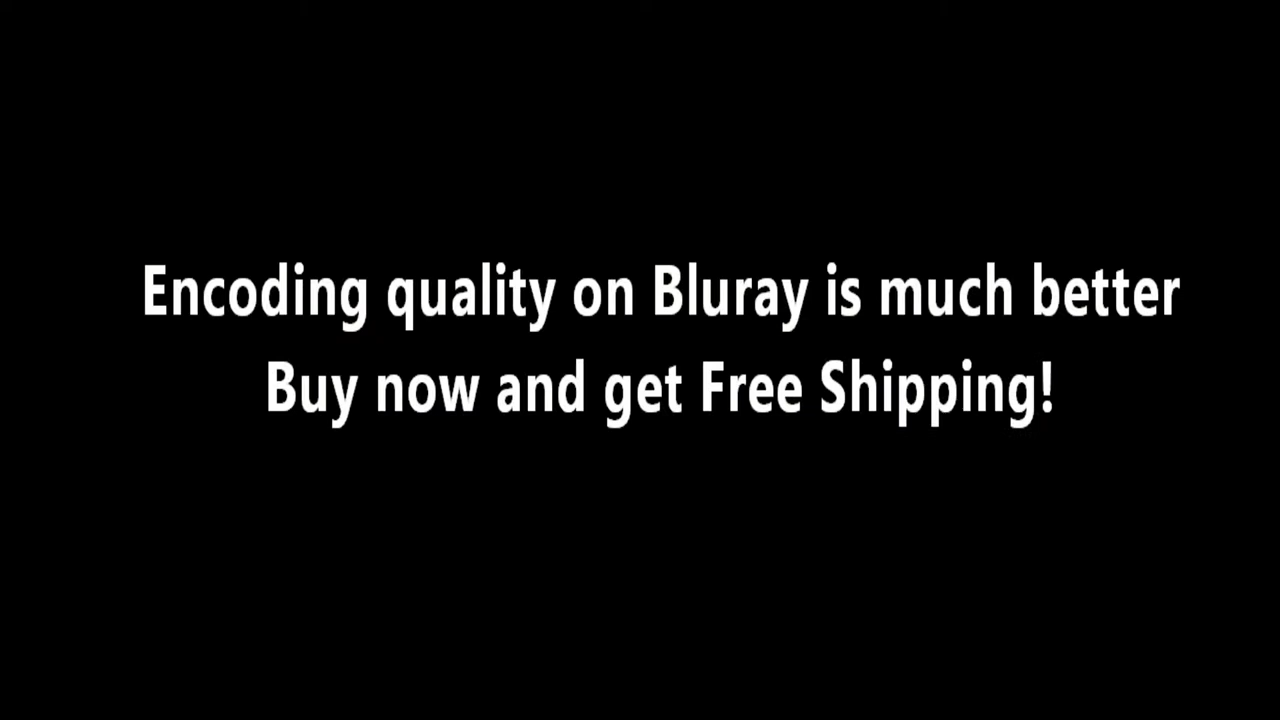 Encoding quality on Bluray is much better
Buy now and get Free Shipping!